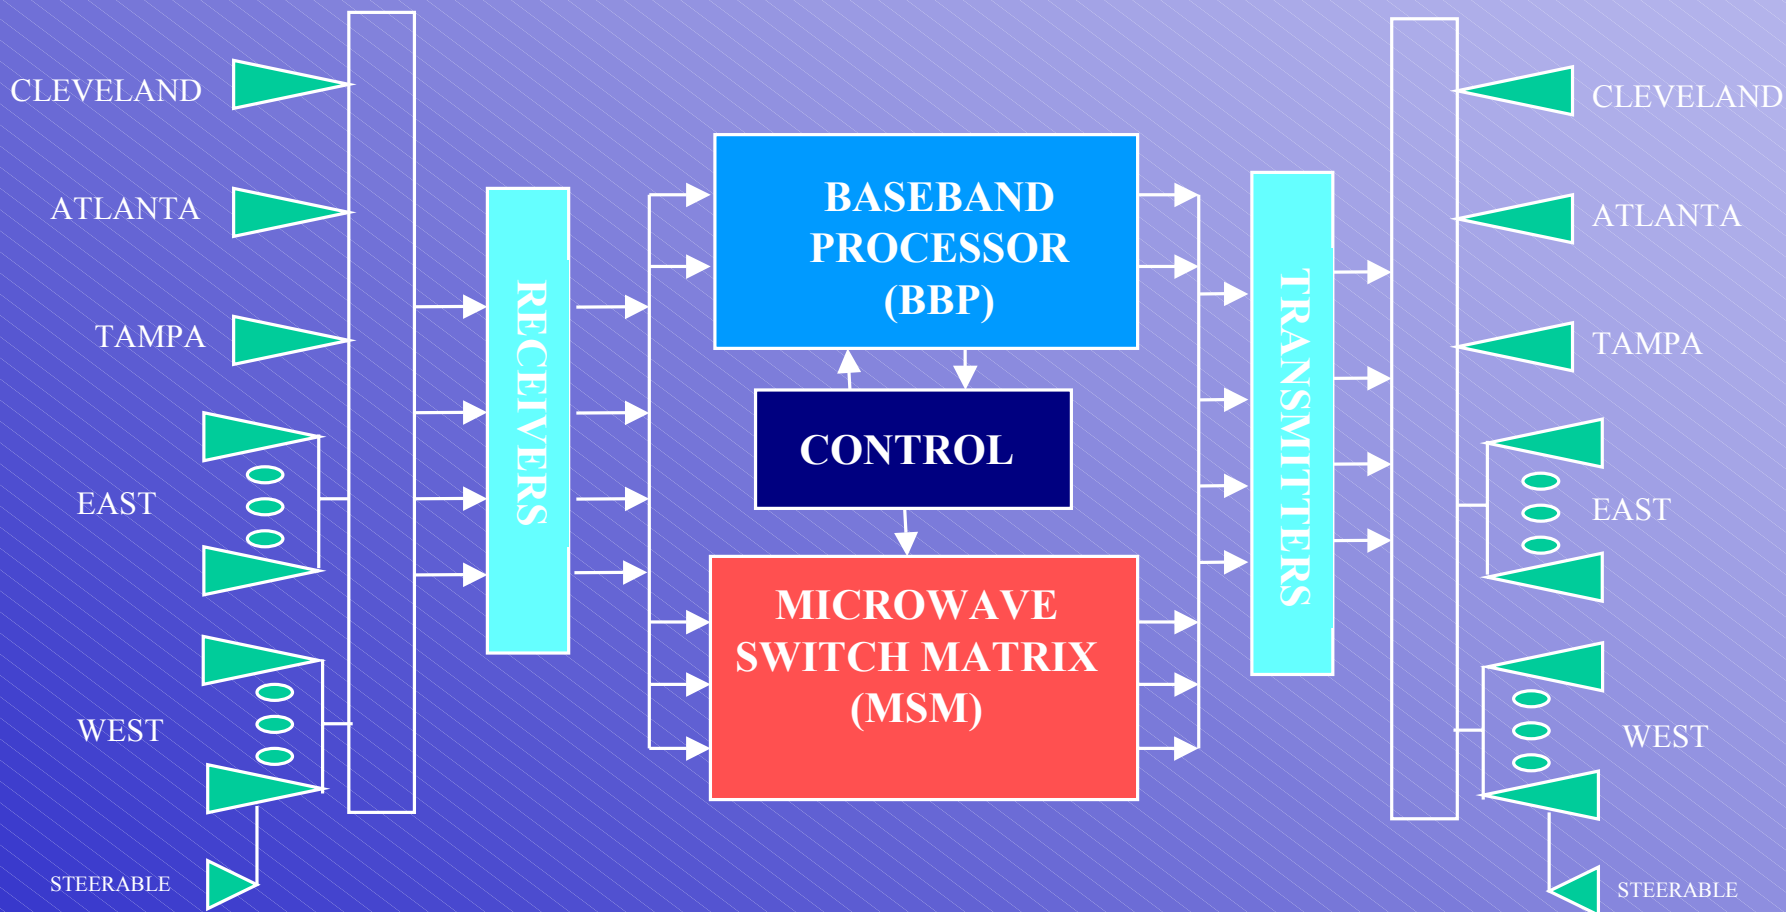 CLEVELAND
ATLANTA
TAMPA
EAST
WEST
STEERABLE
RECEIVERS
BASEBAND
PROCESSOR
(BBP)
CONTROL
MICROWAVE
SWITCH MATRIX
(MSM)
TRANSMITTERS
CLEVELAND
ATLANTA
TAMPA
EAST
WEST
STEERABLE